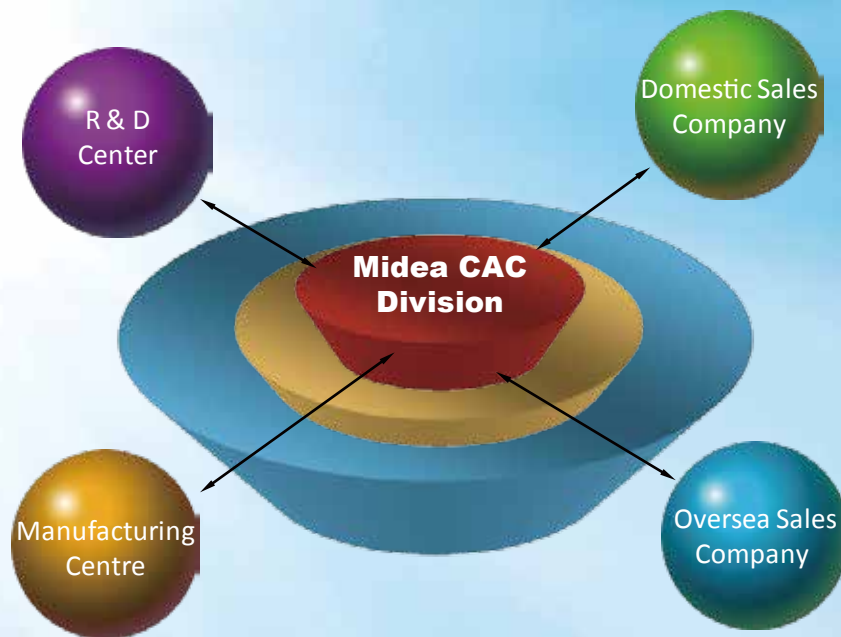 R & D
Center
Domestic Sales
Company
Midea CAC
Division
Manufacturing
Centre
Oversea Sales
Company